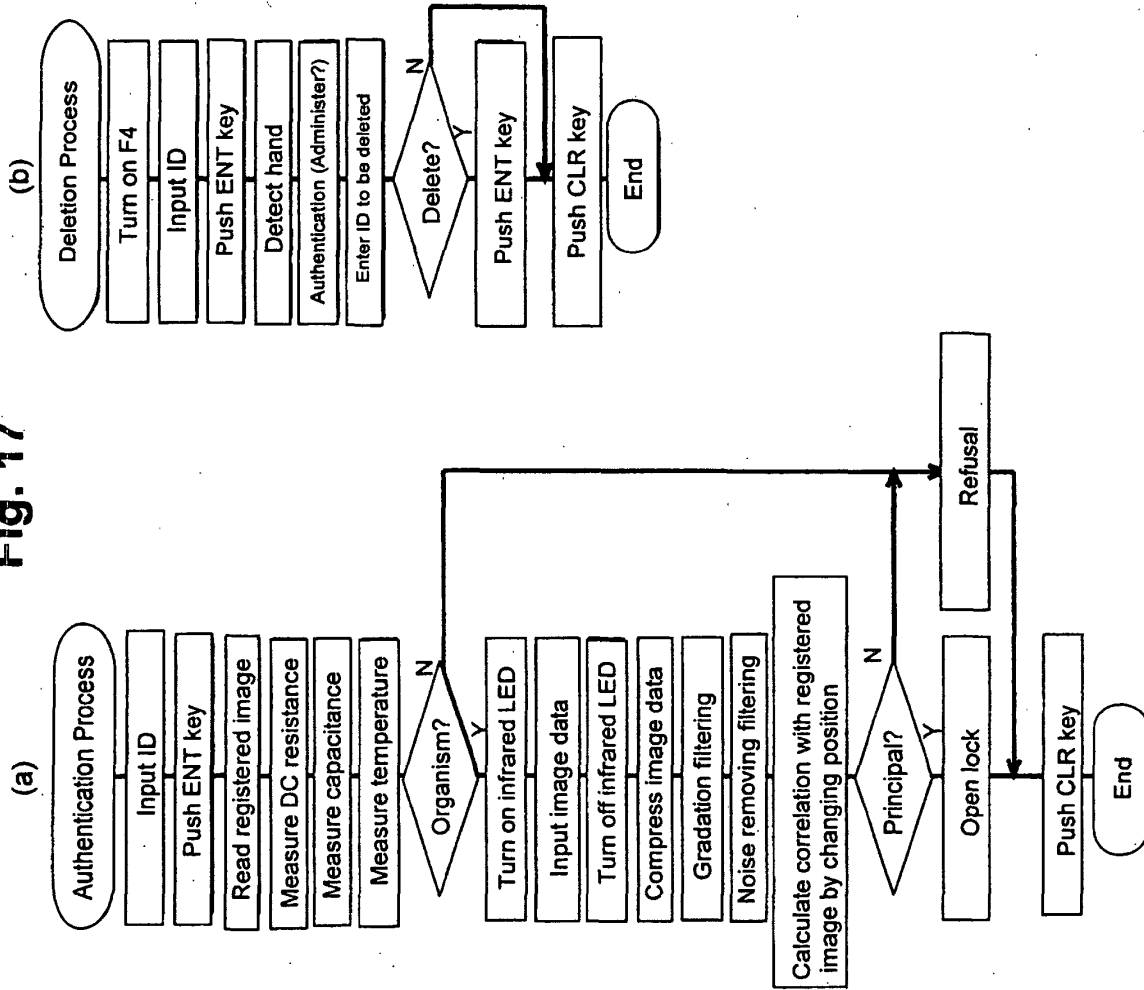 Fig. 17
(a)
Authentication Process
Input ID
Push ENT key
Read registered image
Measure DC resistance
Measure capacitance
Measure temperature
Organism?
N
Y
Turn on infrared LED
Input image data
Turn off infrared LED
Compress image data
Gradation filtering
Noise removing filtering
Calculate correlation with registered
image by changing position
Principal?
N
Y
Open lock
Refusal
Push CLR key
End
(b)
Deletion Process
Turn on F4
Input ID
Push ENT key
Detect hand
Authentication (Administer?)
Enter ID to be deleted
Delete?
N
Y
Push ENT key
Push CLR key
End